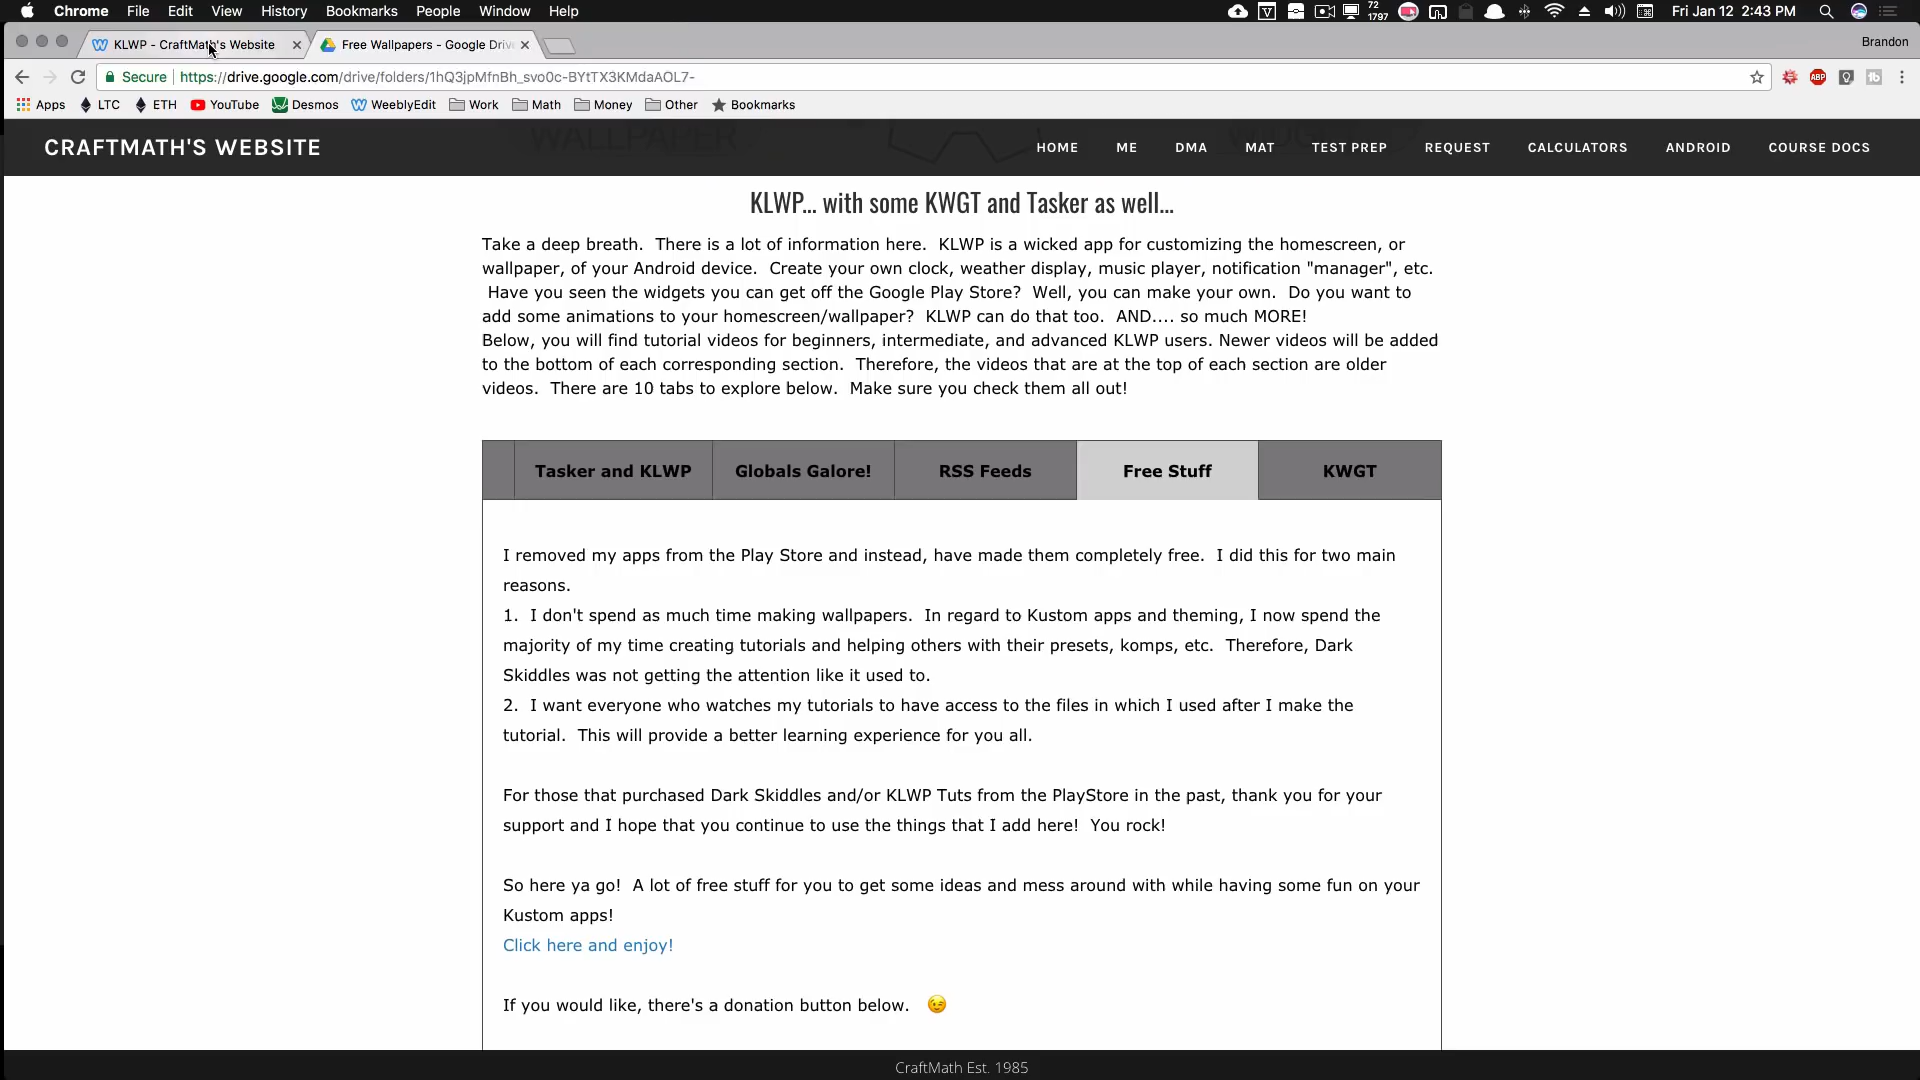 Chrome File Edit View History Bookmarks People Window Help 72 1797 Fri Jan 12 2:43 PM
KLWP - CraftMath's Website Free Wallpapers - Google Driv Brandon
Secure https://drive.google.com/drive/folders/1hQ3jpMfnBh_svo0c-BYtTX3KMdaAOL7- ABP
Apps LTC ETH YouTube Desmos WeeblyEdit Work Math Money Other Bookmarks
WALLPAPER
CRAFTMATH'S WEBSITE HOME ME DMA MAT TEST PREP REQUEST CALCULATORS ANDROID COURSE DOCS
KLWP... with some KWGT and Tasker as well...
Take a deep breath. There is a lot of information here. KLWP is a wicked app for customizing the homescreen, or
wallpaper, of your Android device. Create your own clock, weather display, music player, notification "manager", etc.
Have you seen the widgets you can get off the Google Play Store? Well, you can make your own. Do you want to
add some animations to your homescreen/wallpaper? KLWP can do that too. AND.... so much MORE!
Below, you will find tutorial videos for beginners, intermediate, and advanced KLWP users. Newer videos will be added
to the bottom of each corresponding section. Therefore, the videos that are at the top of each section are older
videos. There are 10 tabs to explore below. Make sure you check them all out!
Tasker and KLWP Globals Galore! RSS Feeds Free Stuff KWGT
I removed my apps from the Play Store and instead, have made them completely free. I did this for two main
reasons.
1. I don't spend as much time making wallpapers. In regard to Kustom apps and theming, I now spend the
majority of my time creating tutorials and helping others with their presets, komps, etc. Therefore, Dark
Skiddles was not getting the attention like it used to.
2. I want everyone who watches my tutorials to have access to the files in which I used after I make the
tutorial. This will provide a better learning experience for you all.
For those that purchased Dark Skiddles and/or KLWP Tuts from the PlayStore in the past, thank you for your
support and I hope that you continue to use the things that I add here! You rock!
So here ya go! A lot of free stuff for you to get some ideas and mess around with while having some fun on your
Kustom apps!
Click here and enjoy!
If you would like, there's a donation button below. 😉
CraftMath Est. 1985